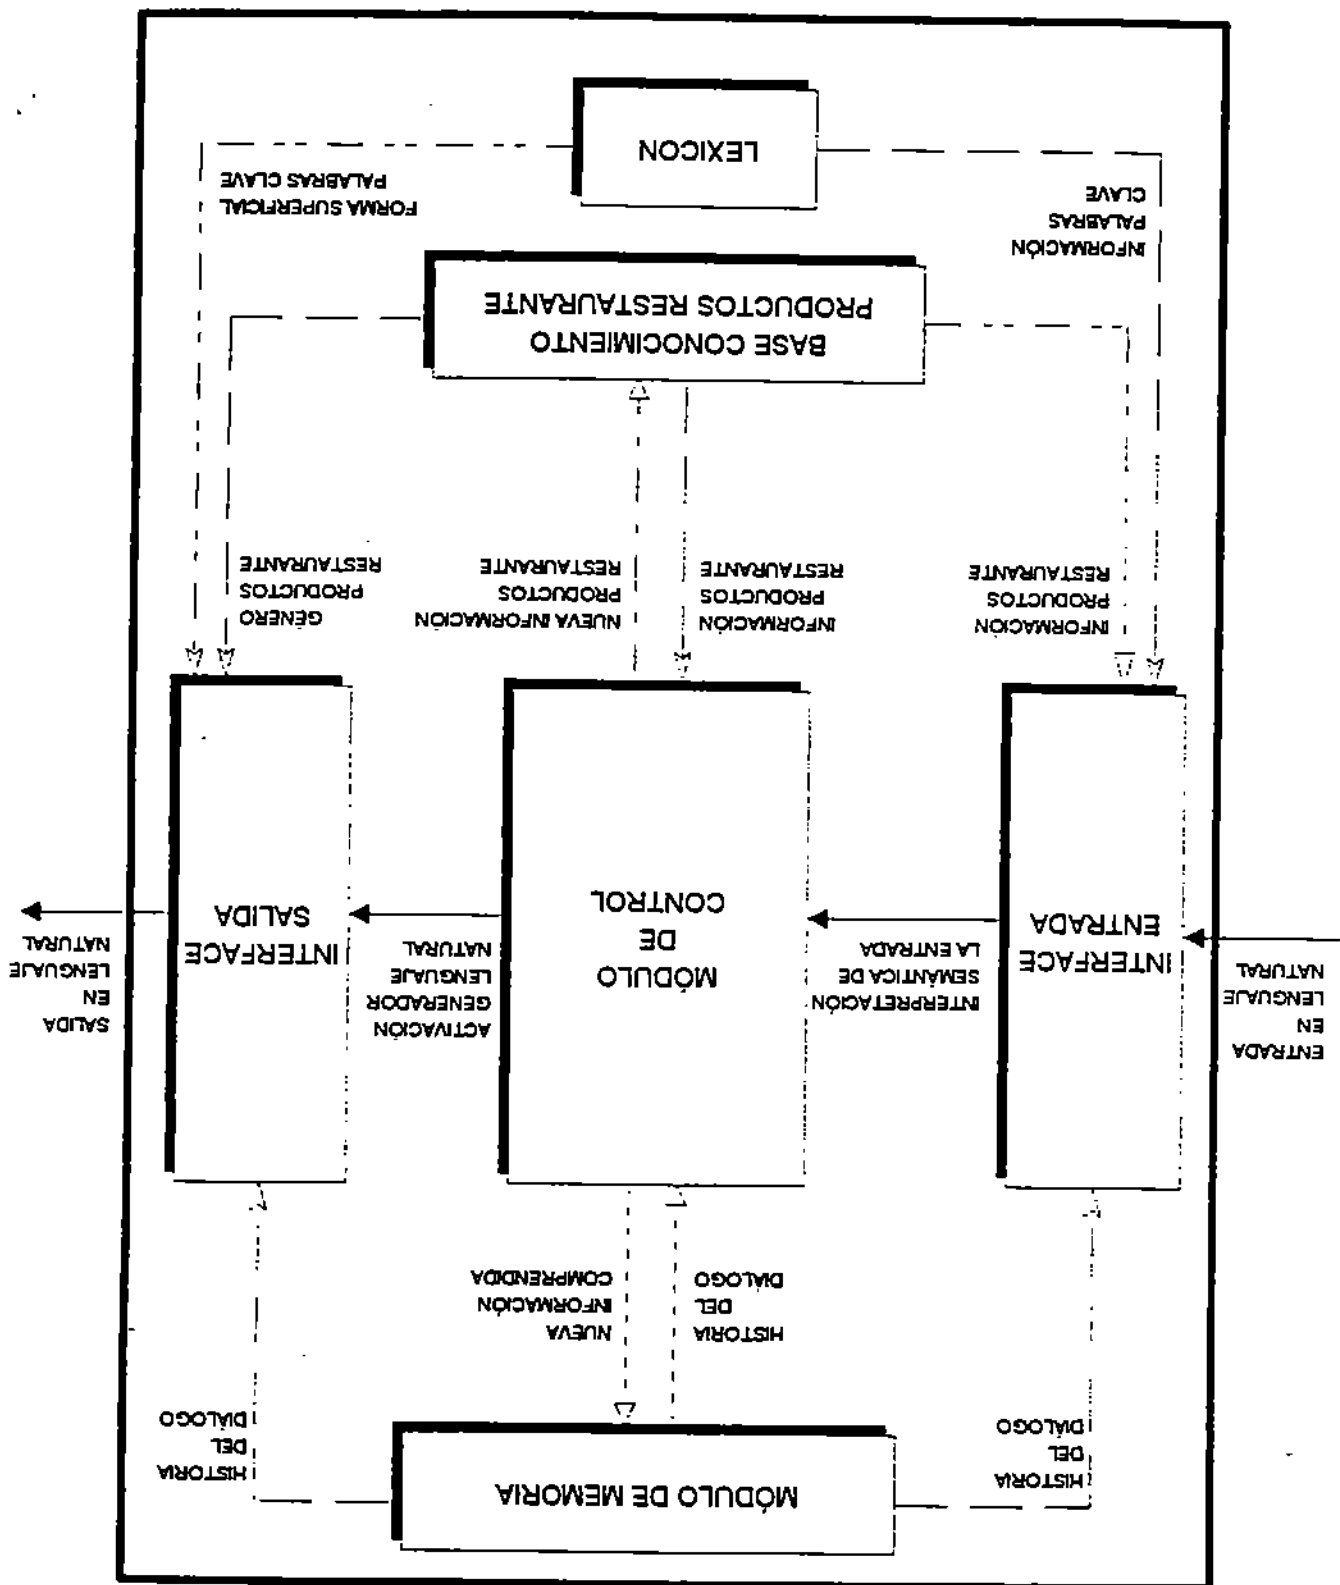 MÓDULO DE MEMORIA
HISTORIA
DEL
DIÁLOGO
HISTORIA
DEL
DIALOGO
NUEVA
INFORMACIÓN
COMPRENDIDA
HISTORIA
DEL
DIÁLOGO
ENTRADA
EN
LENGUAJE
NATURAL
INTERFACE
ENTRADA
INTERPRETACIÓN
SEMÁNTICA DE
LA ENTRADA
MÓDULO
DE
CONTROL
ACTIVACIÓN
GENERADOR
LENGUAJE
NATURAL
INTERFACE
SALIDA
SALIDA
EN
LENGUAJE
NATURAL
INFORMACIÓN
PRODUCTOS
RESTAURANTE
INFORMACIÓN
PRODUCTOS
RESTAURANTE
NUEVA INFORMACIÓN
PRODUCTOS
RESTAURANTE
GÉNERO
PRODUCTOS
RESTAURANTE
BASE CONOCIMIENTO
PRODUCTOS RESTAURANTE
INFORMACIÓN
PALABRAS
CLAVE
LEXICON
FORMA SUPERFICIAL
PALABRAS CLAVE